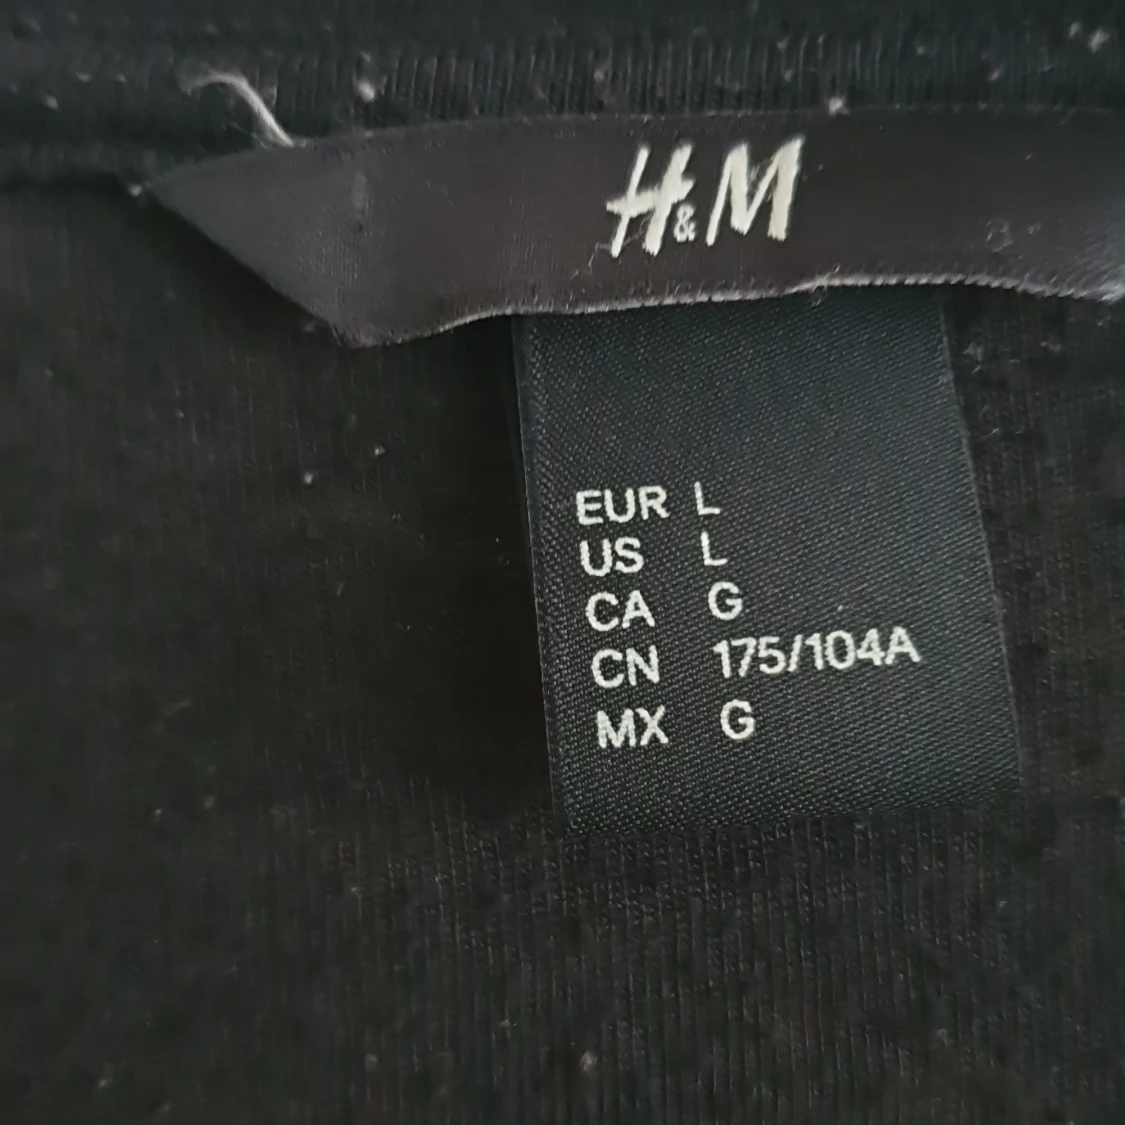 H&M
EUR L
US L
CA G
CN 175/104A
MX G